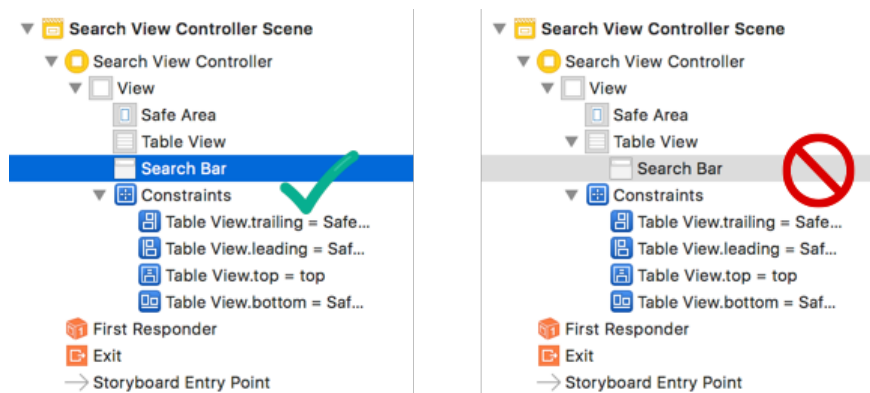 Search View Controller Scene
Search View Controller
View
Safe Area
Table View
Search Bar
Constraints
Table View.trailing = Safe...
Table View.leading = Saf...
Table View.top = top
Table View.bottom = Saf...
First Responder
Exit
Storyboard Entry Point
Search View Controller Scene
Search View Controller
View
Safe Area
Table View
Search Bar
Constraints
Table View.trailing = Safe...
Table View.leading = Saf...
Table View.top = top
Table View.bottom = Saf...
First Responder
Exit
Storyboard Entry Point